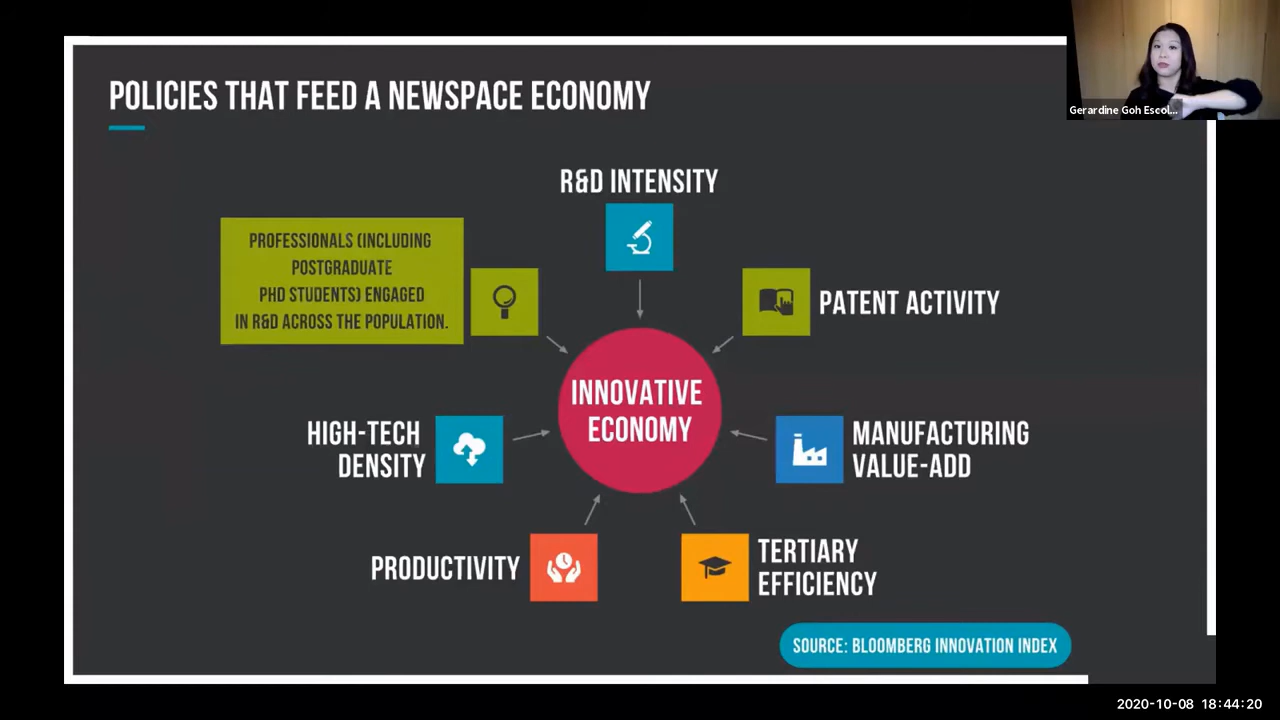 POLICIES THAT FEED A NEWSPACE ECONOMY
Gerardine Goh Escol...
R&D INTENSITY
PROFESSIONALS (INCLUDING
POSTGRADUATE
PHD STUDENTS) ENGAGED
IN R&D ACROSS THE POPULATION.
PATENT ACTIVITY
INNOVATIVE
ECONOMY
HIGH-TECH
DENSITY
MANUFACTURING
VALUE-ADD
PRODUCTIVITY
TERTIARY
EFFICIENCY
SOURCE: BLOOMBERG INNOVATION INDEX
2020-10-08 18:44:20